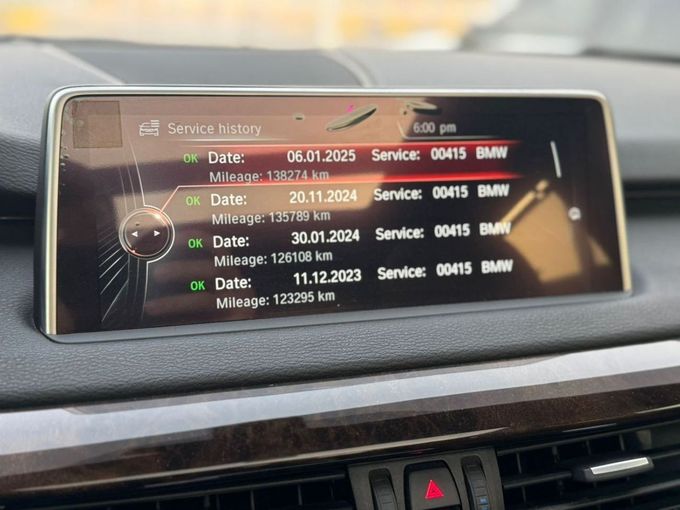 Service history
6:00 pm
OK Date: 06.01.2025 Service: 00415 BMW
Mileage: 138274 km
OK Date: 20.11.2024 Service: 00415 BMW
Mileage: 135789 km
OK Date: 30.01.2024 Service: 00415 BMW
Mileage: 126108 km
OK Date: 11.12.2023 Service: 00415 BMW
Mileage: 123295 km